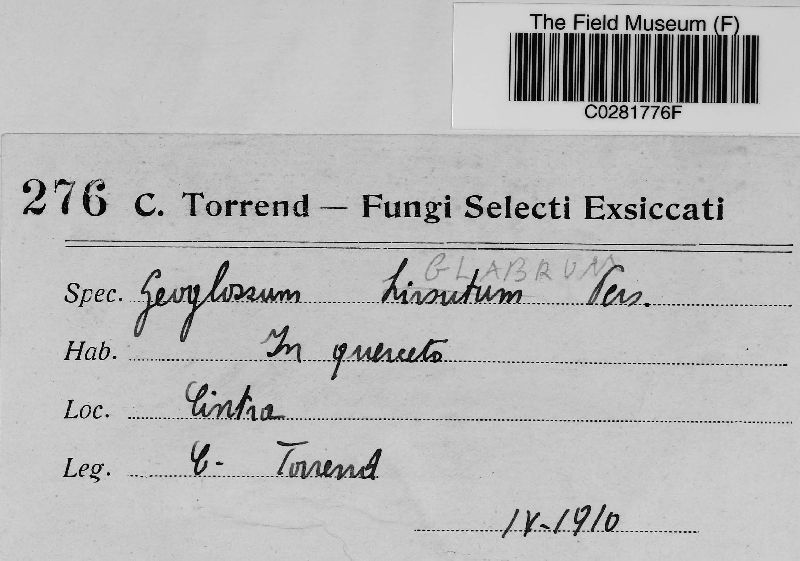 The Field Museum (F)
C0281776F
276 C. Torrend — Fungi Selecti Exsiccati
GLABRUM
Spec. Geoglossum hirsutum Pers.
Hab. In querceto
Loc. Cintra
Leg. C. Torrend
IV-1910